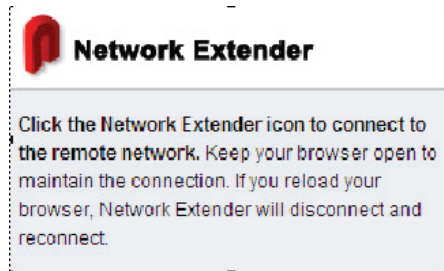 Network Extender
Click the Network Extender icon to connect to
the remote network. Keep your browser open to
maintain the connection. If you reload your
browser, Network Extender will disconnect and
reconnect.